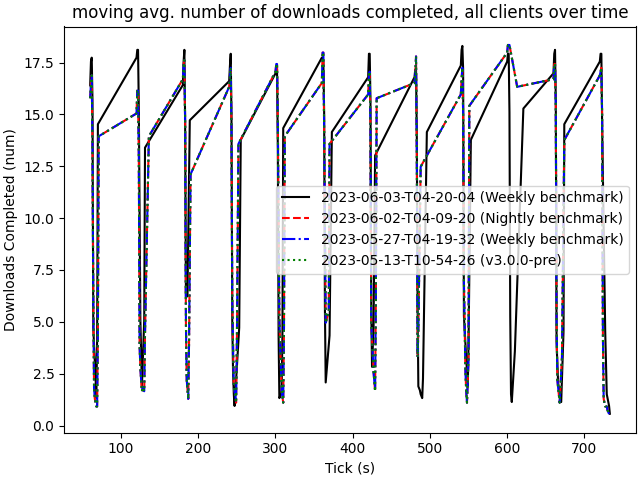 moving avg. number of downloads completed, all clients over time
Downloads Completed (num)
17.5
15.0
12.5
10.0
7.5
5.0
2.5
0.0
2023-06-03-T04-20-04 (Weekly benchmark)
2023-06-02-T04-09-20 (Nightly benchmark)
2023-05-27-T04-19-32 (Weekly benchmark)
2023-05-13-T10-54-26 (v3.0.0-pre)
100 200 300 400 500 600 700
Tick (s)